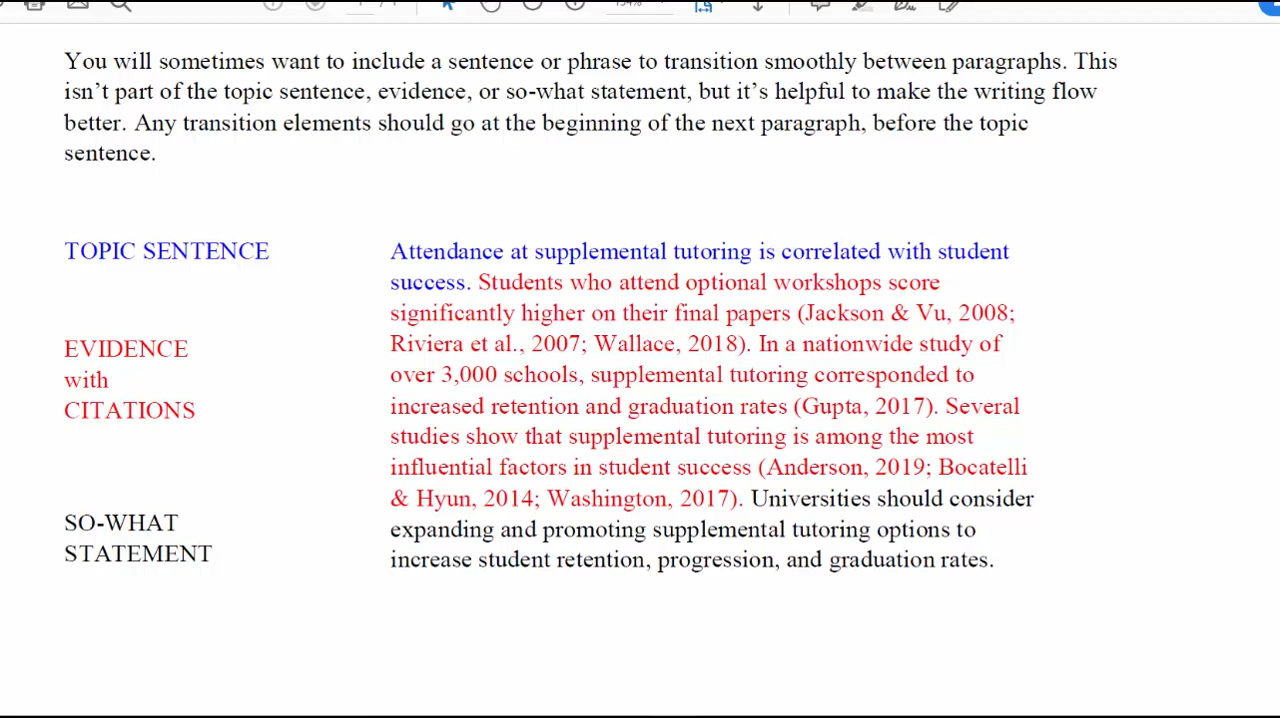 You will sometimes want to include a sentence or phrase to transition smoothly between paragraphs. This
isn’t part of the topic sentence, evidence, or so-what statement, but it’s helpful to make the writing flow
better. Any transition elements should go at the beginning of the next paragraph, before the topic
sentence.
TOPIC SENTENCE
EVIDENCE
with
CITATIONS
SO-WHAT
STATEMENT
Attendance at supplemental tutoring is correlated with student
success. Students who attend optional workshops score
significantly higher on their final papers (Jackson & Vu, 2008;
Riviera et al., 2007; Wallace, 2018). In a nationwide study of
over 3,000 schools, supplemental tutoring corresponded to
increased retention and graduation rates (Gupta, 2017). Several
studies show that supplemental tutoring is among the most
influential factors in student success (Anderson, 2019; Bocatelli
& Hyun, 2014; Washington, 2017). Universities should consider
expanding and promoting supplemental tutoring options to
increase student retention, progression, and graduation rates.